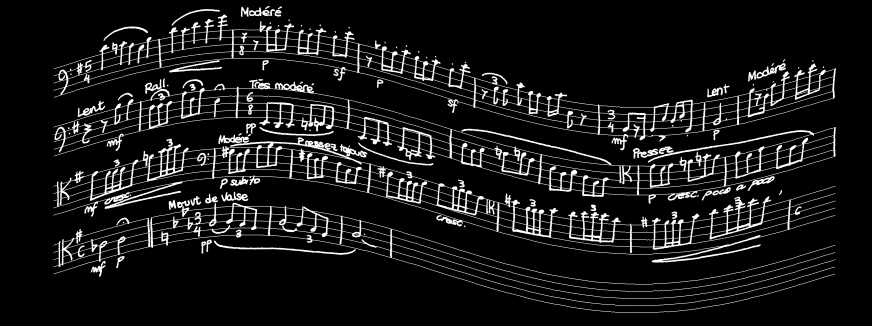 Modéré
p sf p sf mf p
Lent Modéré
Lent Rall. Très modéré
mf pp
Pressez
Modéré Pressez toujours
mf cresc. p subito cresc. p cresc. poco a poco
Mouvt de Valse
mf p pp